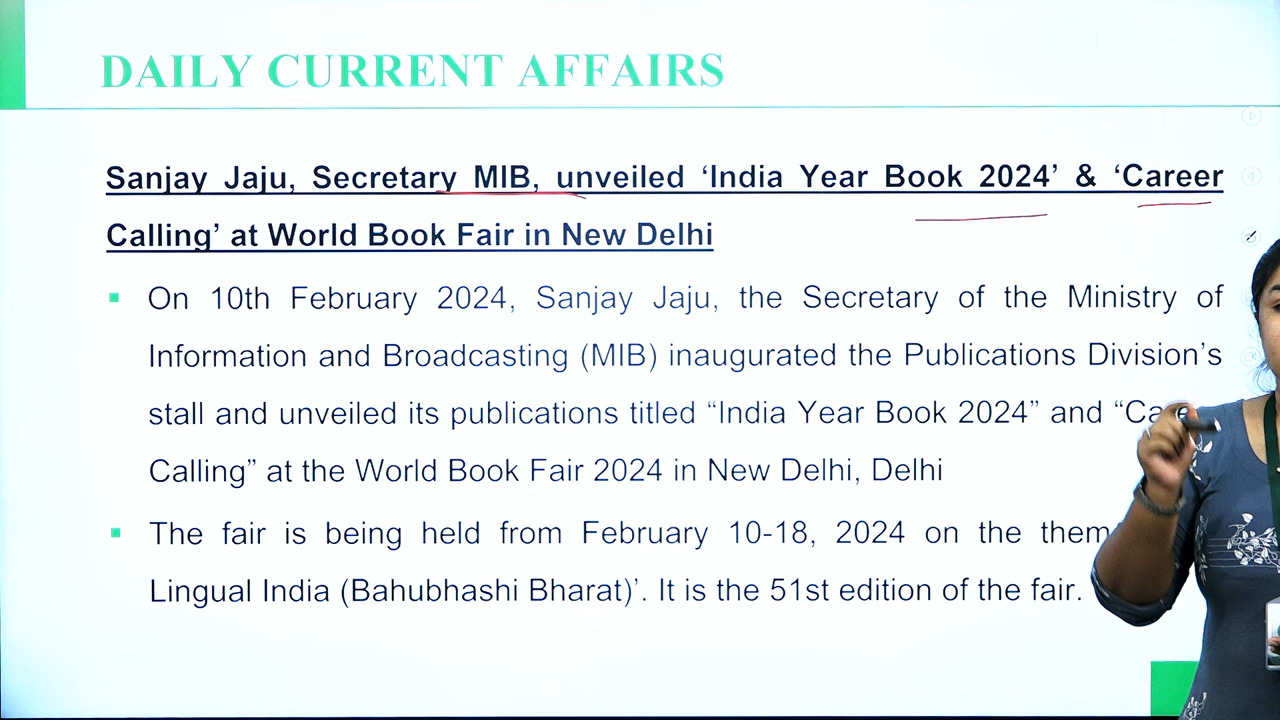 DAILY CURRENT AFFAIRS
Sanjay Jaju, Secretary MIB, unveiled ‘India Year Book 2024’ & ‘Career
Calling’ at World Book Fair in New Delhi
On 10th February 2024, Sanjay Jaju, the Secretary of the Ministry of
Information and Broadcasting (MIB) inaugurated the Publications Division’s
stall and unveiled its publications titled “India Year Book 2024” and
Calling” at the World Book Fair 2024 in New Delhi, Delhi
The fair is being held from February 10-18, 2024 on the
Lingual India (Bahubhashi Bharat)’. It is the 51st edition of the fair.